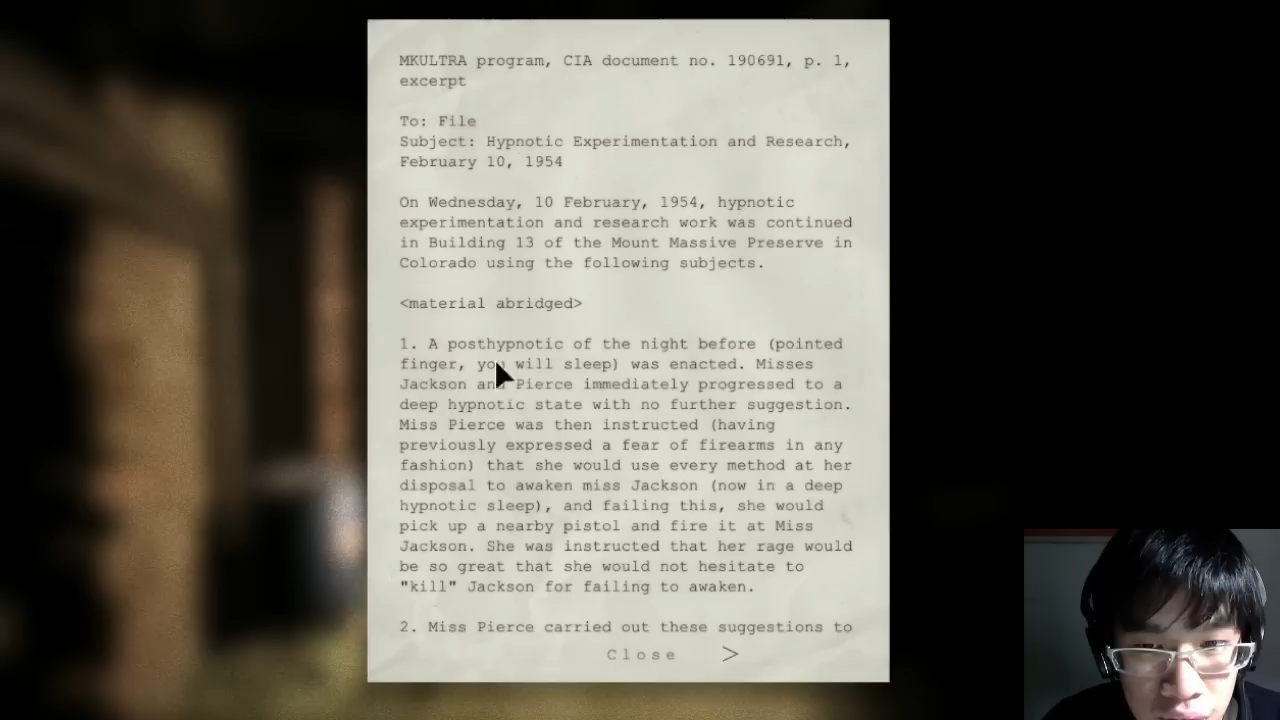 MKULTRA program, CIA document no. 190691, p. 1,
excerpt
To: File
Subject: Hypnotic Experimentation and Research,
February 10, 1954
On Wednesday, 10 February, 1954, hypnotic
experimentation and research work was continued
in Building 13 of the Mount Massive Preserve in
Colorado using the following subjects.
<material abridged>
1. A posthypnotic of the night before (pointed
finger, you will sleep) was enacted. Misses
Jackson and Pierce immediately progressed to a
deep hypnotic state with no further suggestion.
Miss Pierce was then instructed (having
previously expressed a fear of firearms in any
fashion) that she would use every method at her
disposal to awaken miss Jackson (now in a deep
hypnotic sleep), and failing this, she would
pick up a nearby pistol and fire it at Miss
Jackson. She was instructed that her rage would
be so great that she would not hesitate to
"kill" Jackson for failing to awaken.
2. Miss Pierce carried out these suggestions to
Close >